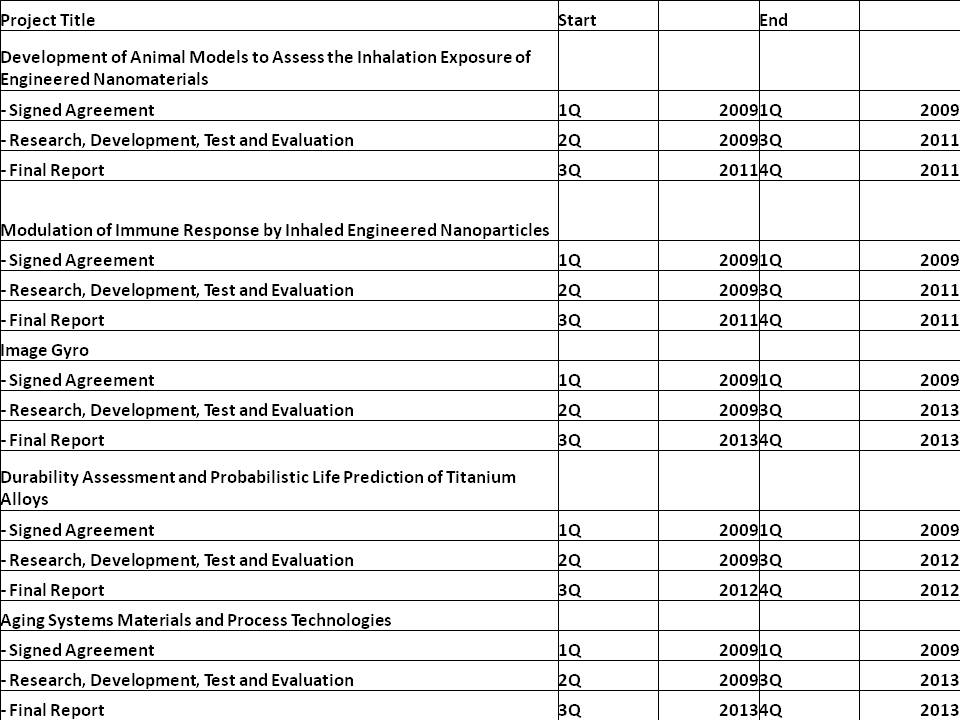 Project Title Start End
Development of Animal Models to Assess the Inhalation Exposure of
Engineered Nanomaterials
- Signed Agreement 1Q 2009 1Q 2009
- Research, Development, Test and Evaluation 2Q 2009 3Q 2011
- Final Report 3Q 2011 4Q 2011
Modulation of Immune Response by Inhaled Engineered Nanoparticles
- Signed Agreement 1Q 2009 1Q 2009
- Research, Development, Test and Evaluation 2Q 2009 3Q 2011
- Final Report 3Q 2011 4Q 2011
Image Gyro
- Signed Agreement 1Q 2009 1Q 2009
- Research, Development, Test and Evaluation 2Q 2009 3Q 2013
- Final Report 3Q 2013 4Q 2013
Durability Assessment and Probabilistic Life Prediction of Titanium
Alloys
- Signed Agreement 1Q 2009 1Q 2009
- Research, Development, Test and Evaluation 2Q 2009 3Q 2012
- Final Report 3Q 2012 4Q 2012
Aging Systems Materials and Process Technologies
- Signed Agreement 1Q 2009 1Q 2009
- Research, Development, Test and Evaluation 2Q 2009 3Q 2013
- Final Report 3Q 2013 4Q 2013